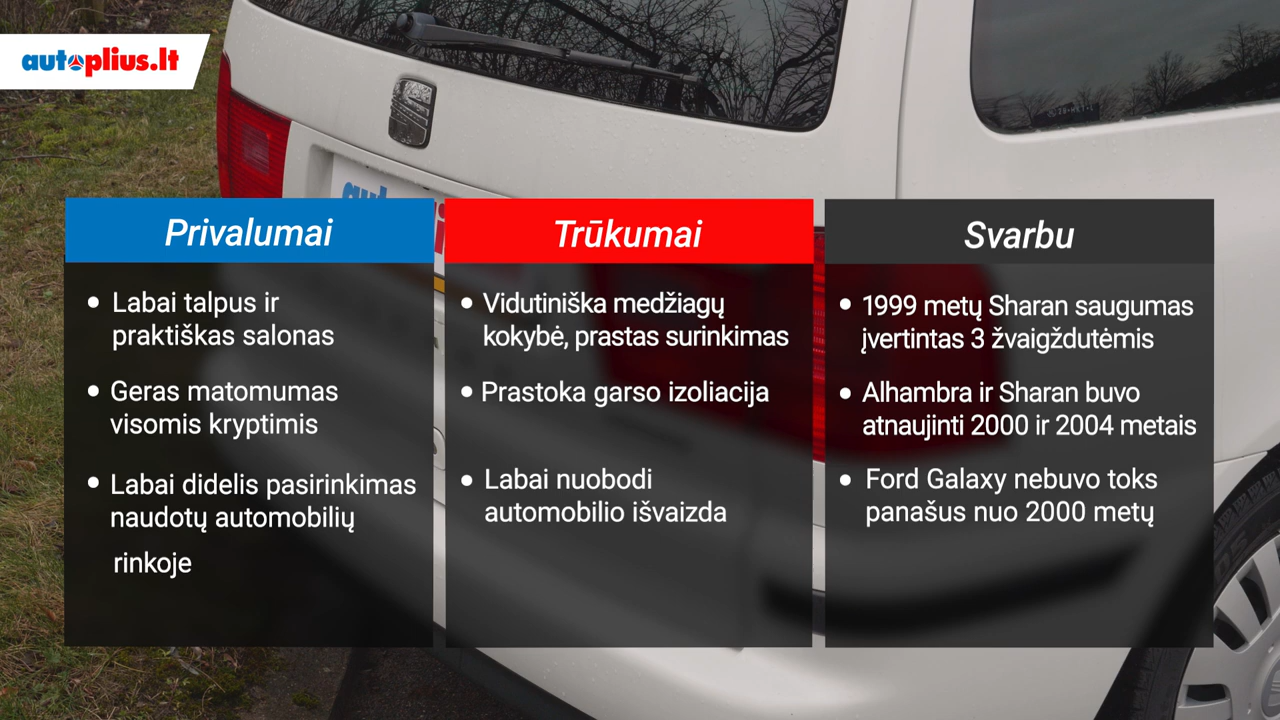 autoplius.lt
Privalumai
Labai talpus ir
praktiškas salonas
Geras matomumas
visomis kryptimis
Labai didelis pasirinkimas
naudotų automobilių
rinkoje
Trūkumai
Vidutiniška medžiagų
kokybė, prastas surinkimas
Prastoka garso izoliacija
Labai nuobodi
automobilio išvaizda
Svarbu
1999 metų Sharan saugumas
įvertintas 3 žvaigždutėmis
Alhambra ir Sharan buvo
atnaujinti 2000 ir 2004 metais
Ford Galaxy nebuvo toks
panašus nuo 2000 metų